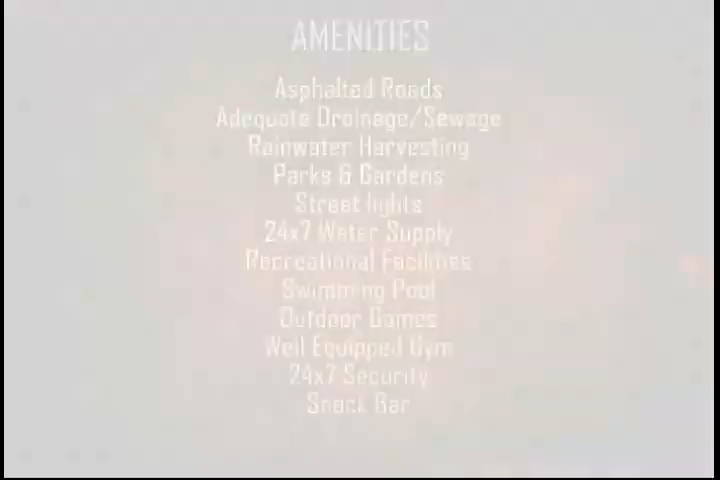 AMENITIES
Asphalted Roads
Adequate Drainage/Sewage
Rainwater Harvesting
Parks & Gardens
Street lights
24x7 Water Supply
Recreational Facilities
Swimming Pool
Outdoor Games
Well Equipped Gym
24x7 Security
Snack Bar